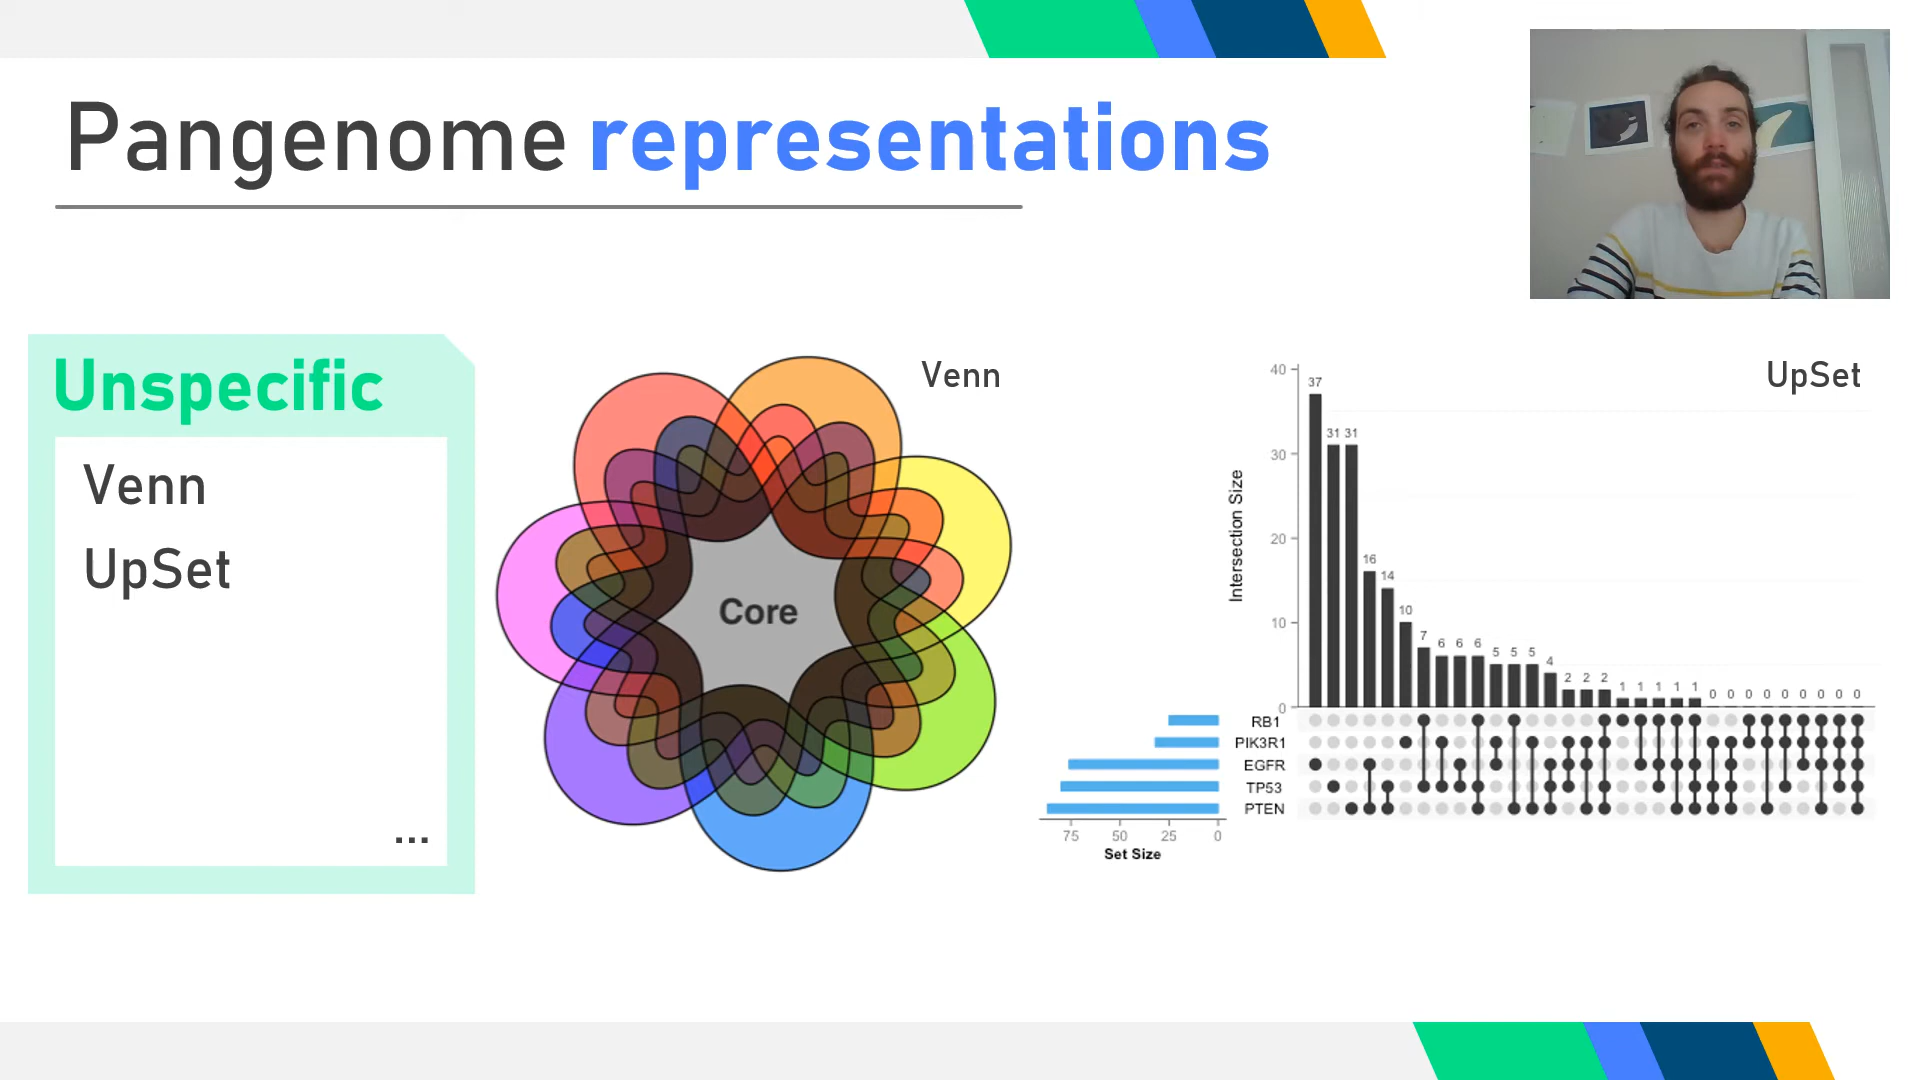 Pangenome representations
Unspecific
Venn
UpSet
...
Venn
Core
UpSet
Intersection Size
40
30
20
10
0
37
31
31
16
14
10
7
6
6
6
5
5
5
4
2
2
2
1
1
1
1
1
0
0
0
0
0
0
0
0
0
RB1
PIK3R1
EGFR
TP53
PTEN
75
50
25
0
Set Size